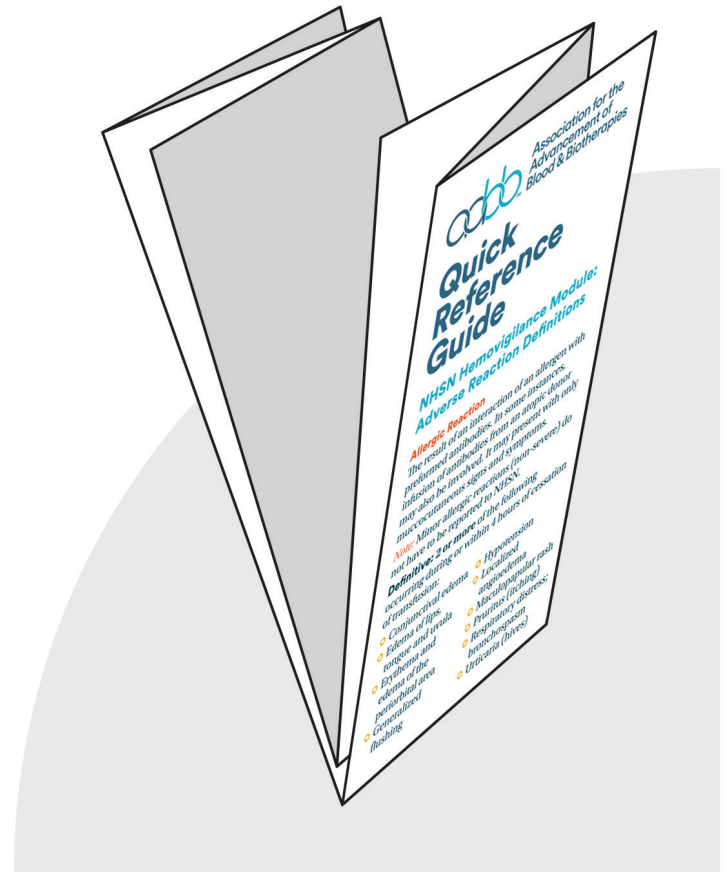 aabb
Association for the
Advancement of
Blood & Biotherapies
Quick
Reference
Guide
NHSN Hemovigilance Module:
Adverse Reaction Definitions
Allergic Reaction
The result of an interaction of an allergen with
preformed antibodies. In some instances,
infusion of antibodies from an atopic donor
may also be involved. It may present with only
muccocutaneous signs and symptoms.
Note: Minor allergic reactions (non-severe) do
not have to be reported to NHSN.
Definitive: 2 or more of the following
occurring during or within 4 hours of cessation
of transfusion:
Conjunctival edema
Edema of lips,
tongue and uvula
Erythema and
edema of the
periorbital area
Generalized
flushing
Hypotension
Localized
angioedema
Maculopapular rash
Pruritus (itching)
Respiratory distress;
bronchospasm
Urticaria (hives)